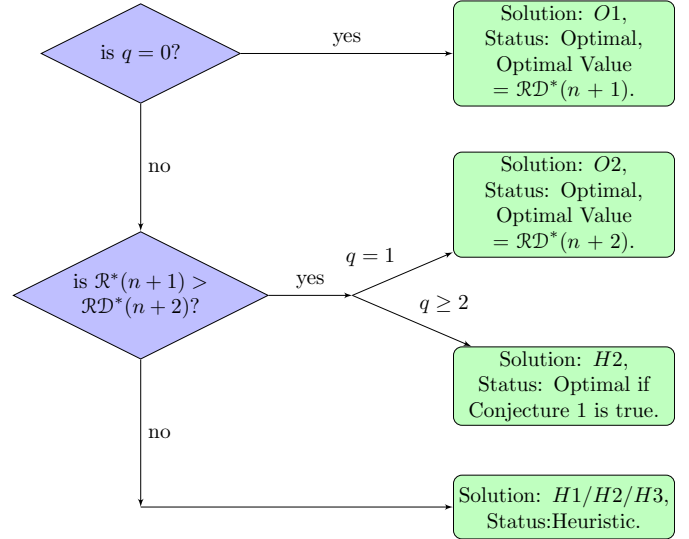 is q = 0?
yes
Solution: O1,
Status: Optimal,
Optimal Value
= ℛ𝒟*(n + 1).
no
is ℛ*(n + 1) >
ℛ𝒟*(n + 2)?
yes
q = 1
Solution: O2,
Status: Optimal,
Optimal Value
= ℛ𝒟*(n + 2).
q ≥ 2
Solution: H2,
Status: Optimal if
Conjecture 1 is true.
no
Solution: H1/H2/H3,
Status:Heuristic.